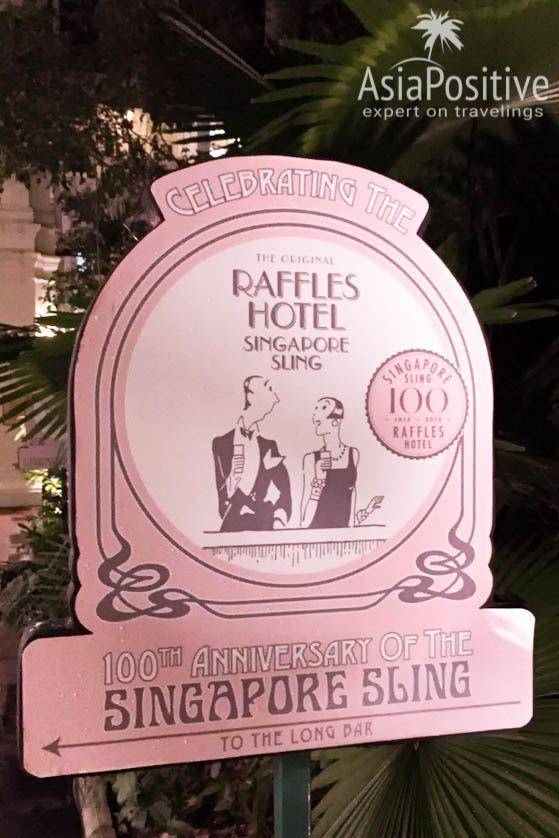 AsiaPositive
expert on travelings
CELEBRATING THE
THE ORIGINAL
RAFFLES
HOTEL
SINGAPORE
SLING
SINGAPORE
SLING
100
RAFFLES
HOTEL
100TH ANNIVERSARY OF THE
SINGAPORE SLING
TO THE LONG BAR